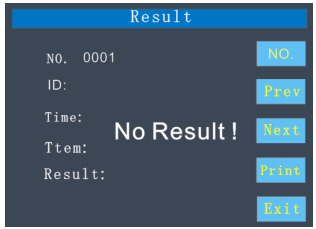 Result
NO. 0001
NO.
ID:
Prev
Time:
No Result !
Next
Ttem:
Result:
Print
Exit